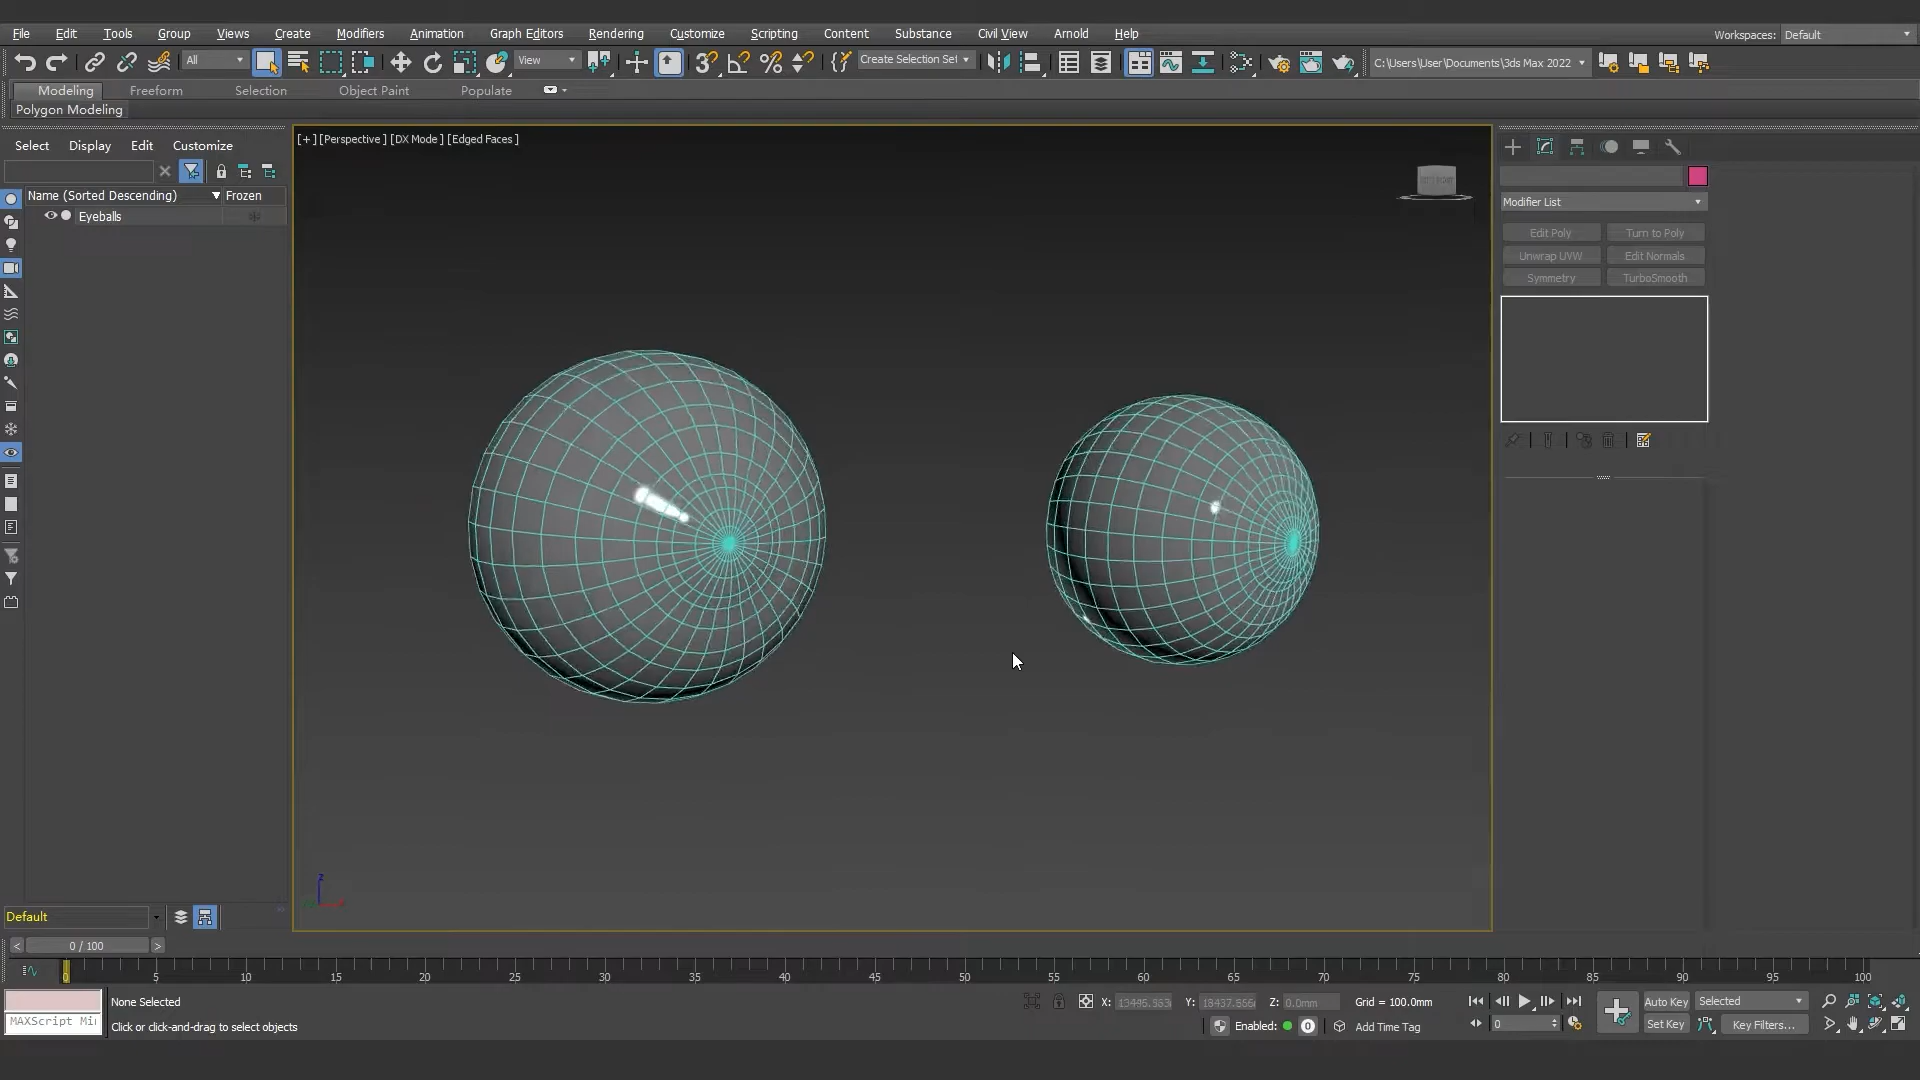 File Edit Tools Group Views Create Modifiers Animation Graph Editors Rendering Customize Scripting Content Substance Civil View Arnold Help Workspaces: Default
All View Create Selection Set C:\Users\User\Documents\3ds Max 2022
Modeling Freeform Selection Object Paint Populate
Polygon Modeling
[+] [Perspective] [DX Mode] [Edged Faces]
Select Display Edit Customize
Name (Sorted Descending) Frozen
Eyeballs
Modifier List
Edit Poly Turn to Poly
Unwrap UVW Edit Normals
Symmetry TurboSmooth
z
Default
< 0 / 100 >
0 5 10 15 20 25 30 35 40 45 50 55 60 65 70 75 80 85 90 95 100
None Selected X: Y: Z: 0.0mm Grid = 100.0mm Auto Key Selected
MAXScript Mi
Click or click-and-drag to select objects Enabled: 0 Add Time Tag 0 Set Key Key Filters...